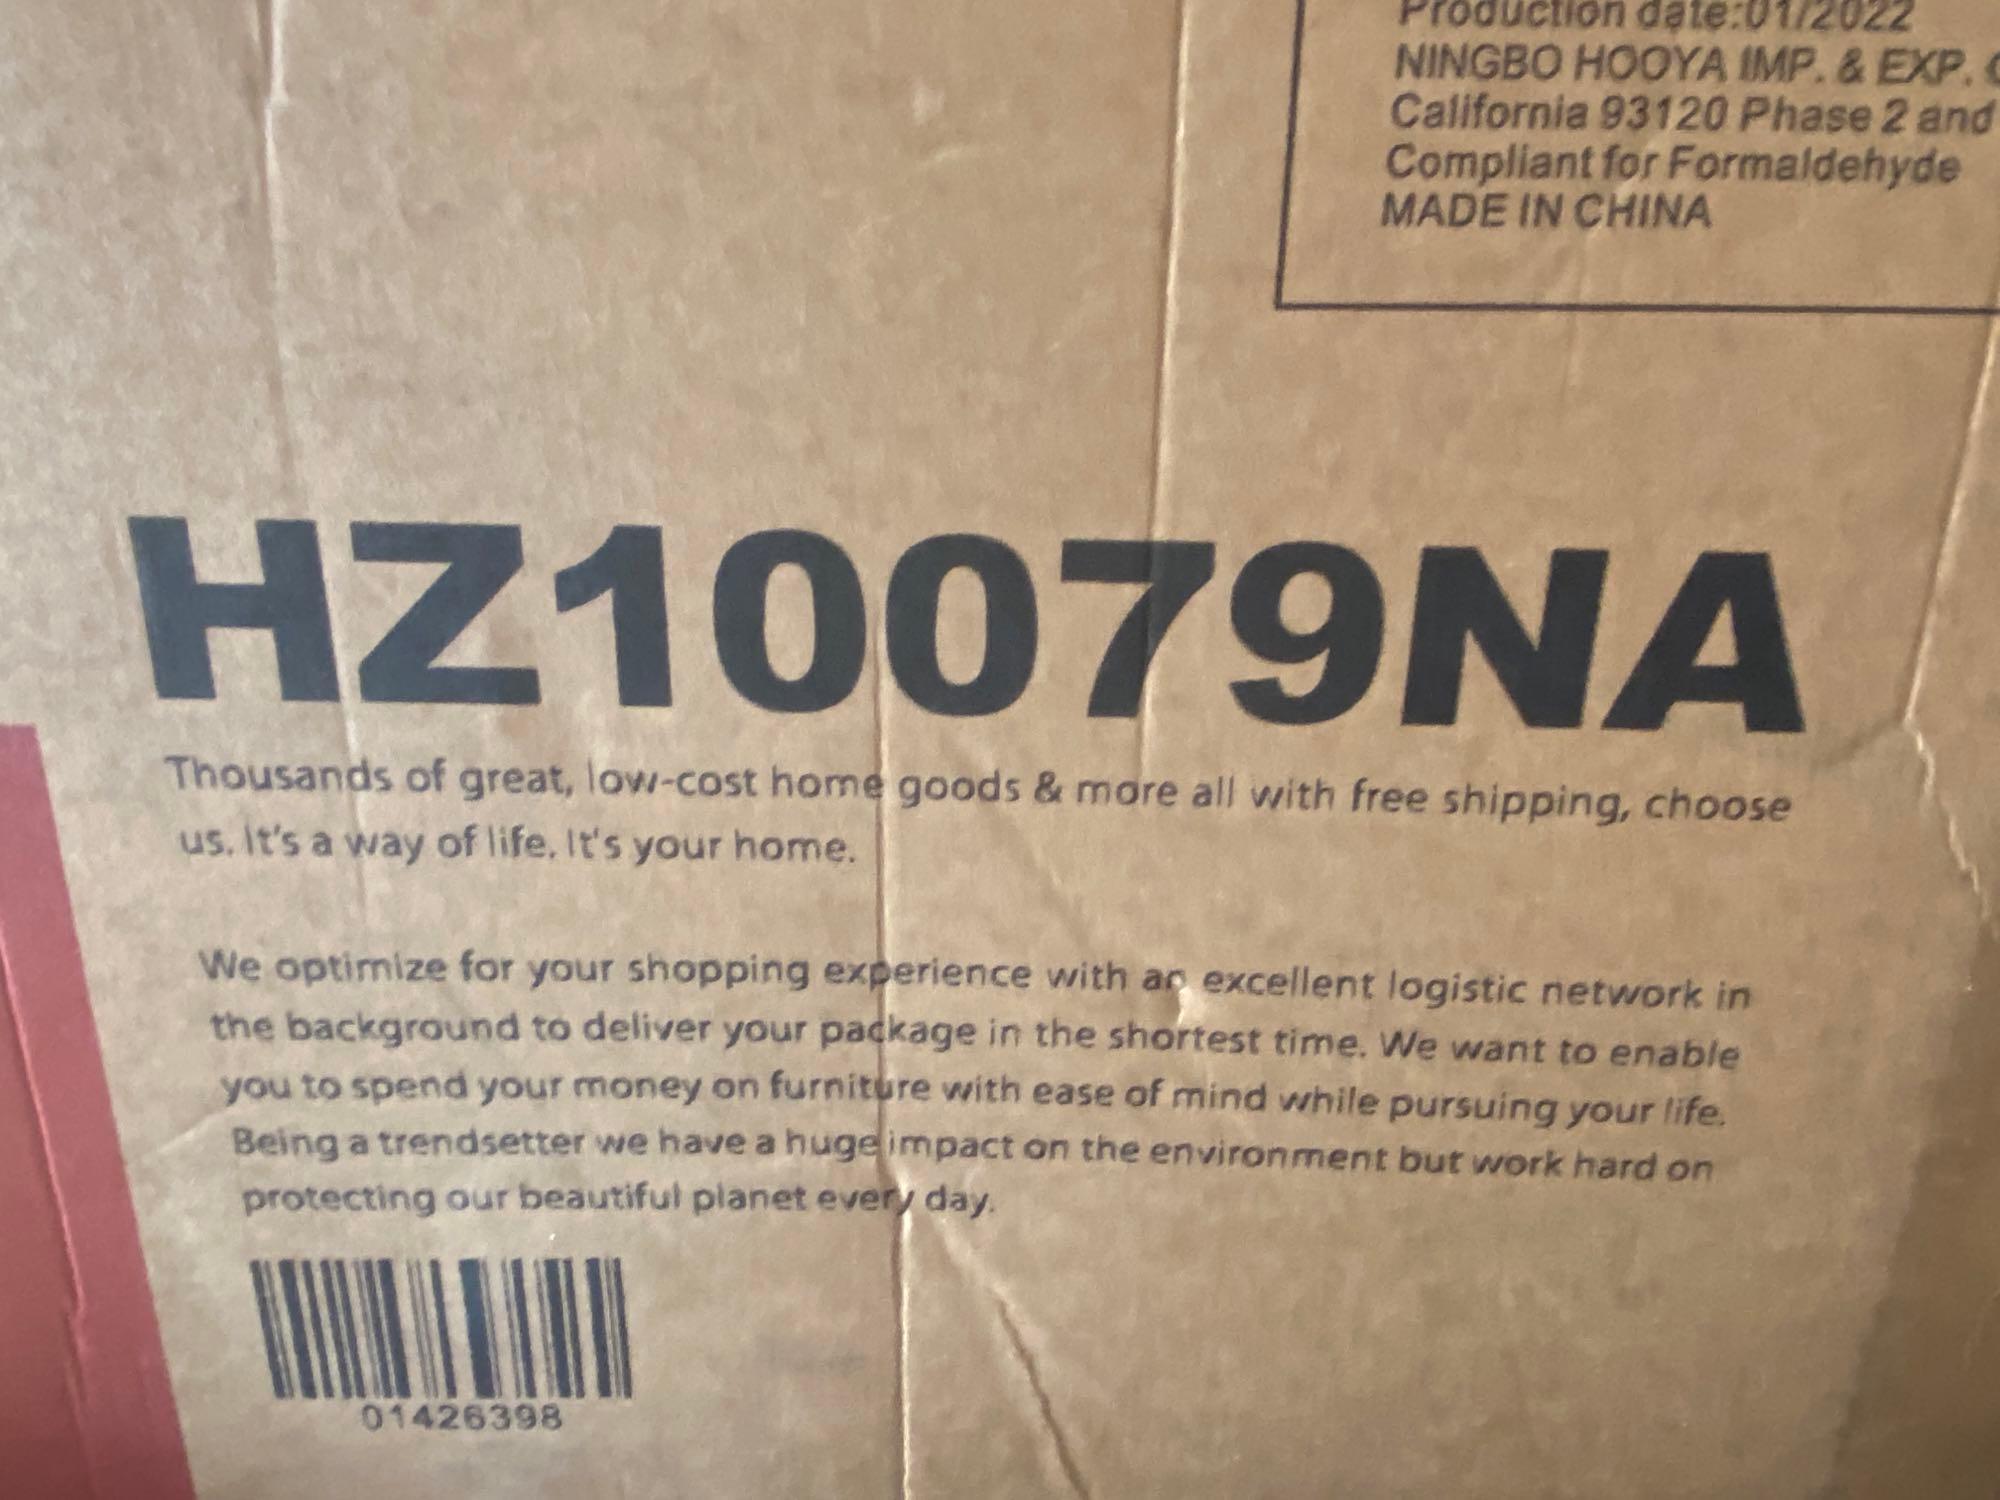 Production date:01/2022
NINGBO HOOYA IMP. & EXP.
California 93120 Phase 2 and
Compliant for Formaldehyde
MADE IN CHINA
HZ10079NA
Thousands of great, low-cost home goods & more all with free shipping, choose
us. It's a way of life. It's your home.
We optimize for your shopping experience with an excellent logistic network in
the background to deliver your package in the shortest time. We want to enable
you to spend your money on furniture with ease of mind while pursuing your life.
Being a trendsetter we have a huge impact on the environment but work hard on
protecting our beautiful planet every day.
01426398